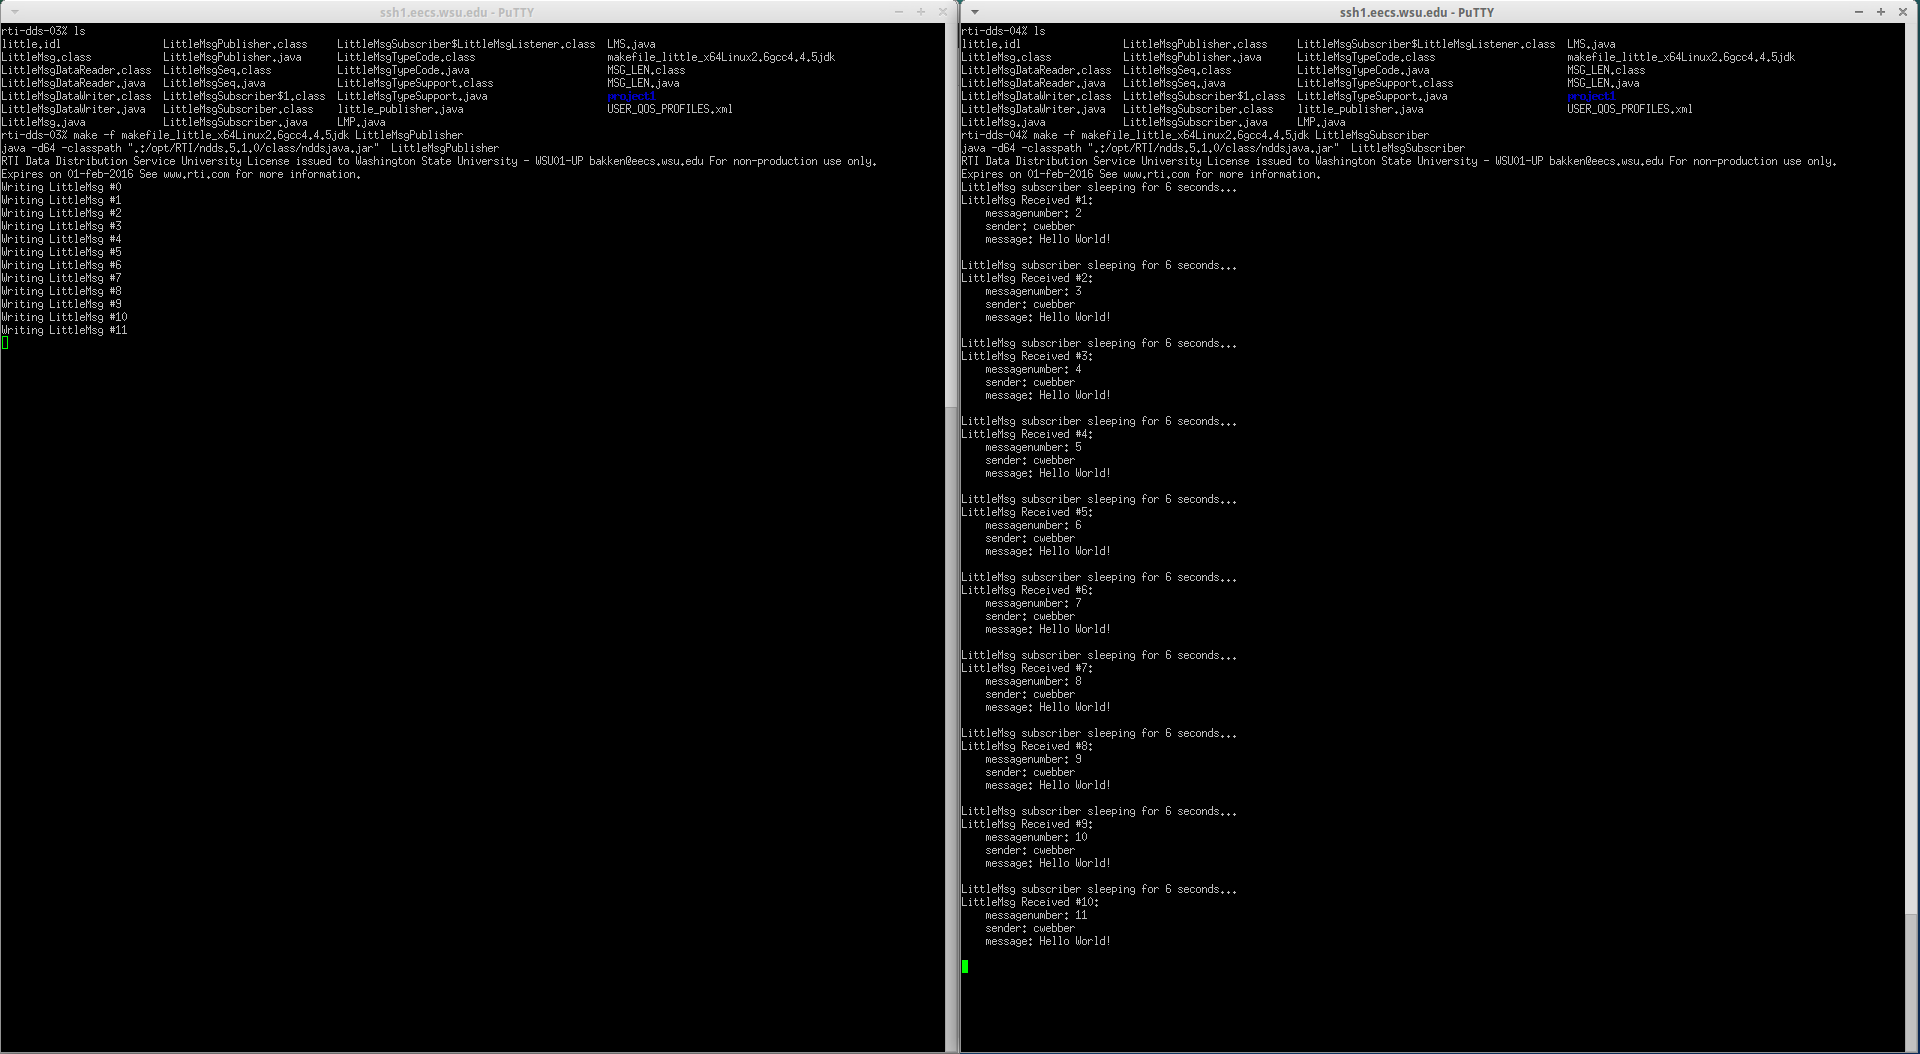 ssh1.eecs.wsu.edu - PuTTY
rti-dds-03% ls
little.idl LittleMsgPublisher.class LittleMsgSubscriber$LittleMsgListener.class LMS.java
LittleMsg.class LittleMsgPublisher.java LittleMsgTypeCode.class makefile_little_x64Linux2.6gcc4.4.5jdk
LittleMsgDataReader.class LittleMsgSeq.class LittleMsgTypeCode.java MSG_LEN.class
LittleMsgDataReader.java LittleMsgSeq.java LittleMsgTypeSupport.class MSG_LEN.java
LittleMsgDataWriter.class LittleMsgSubscriber$1.class LittleMsgTypeSupport.java project1
LittleMsgDataWriter.java LittleMsgSubscriber.class little_publisher.java USER_QOS_PROFILES.xml
LittleMsg.java LittleMsgSubscriber.java LMP.java
rti-dds-03% make -f makefile_little_x64Linux2.6gcc4.4.5jdk LittleMsgPublisher
java -d64 -classpath ".:/opt/RTI/ndds.5.1.0/class/nddsjava.jar" LittleMsgPublisher
RTI Data Distribution Service University License issued to Washington State University - WSU01-UP bakken@eecs.wsu.edu For non-production use only.
Expires on 01-feb-2016 See www.rti.com for more information.
Writing LittleMsg #0
Writing LittleMsg #1
Writing LittleMsg #2
Writing LittleMsg #3
Writing LittleMsg #4
Writing LittleMsg #5
Writing LittleMsg #6
Writing LittleMsg #7
Writing LittleMsg #8
Writing LittleMsg #9
Writing LittleMsg #10
Writing LittleMsg #11
ssh1.eecs.wsu.edu - PuTTY
rti-dds-04% ls
little.idl LittleMsgPublisher.class LittleMsgSubscriber$LittleMsgListener.class LMS.java
LittleMsg.class LittleMsgPublisher.java LittleMsgTypeCode.class makefile_little_x64Linux2.6gcc4.4.5jdk
LittleMsgDataReader.class LittleMsgSeq.class LittleMsgTypeCode.java MSG_LEN.class
LittleMsgDataReader.java LittleMsgSeq.java LittleMsgTypeSupport.class MSG_LEN.java
LittleMsgDataWriter.class LittleMsgSubscriber$1.class LittleMsgTypeSupport.java project1
LittleMsgDataWriter.java LittleMsgSubscriber.class little_publisher.java USER_QOS_PROFILES.xml
LittleMsg.java LittleMsgSubscriber.java LMP.java
rti-dds-04% make -f makefile_little_x64Linux2.6gcc4.4.5jdk LittleMsgSubscriber
java -d64 -classpath ".:/opt/RTI/ndds.5.1.0/class/nddsjava.jar" LittleMsgSubscriber
RTI Data Distribution Service University License issued to Washington State University - WSU01-UP bakken@eecs.wsu.edu For non-production use only.
Expires on 01-feb-2016 See www.rti.com for more information.
LittleMsg subscriber sleeping for 6 seconds...
LittleMsg Received #1:
messagenumber: 2
sender: cwebber
message: Hello World!
LittleMsg subscriber sleeping for 6 seconds...
LittleMsg Received #2:
messagenumber: 3
sender: cwebber
message: Hello World!
LittleMsg subscriber sleeping for 6 seconds...
LittleMsg Received #3:
messagenumber: 4
sender: cwebber
message: Hello World!
LittleMsg subscriber sleeping for 6 seconds...
LittleMsg Received #4:
messagenumber: 5
sender: cwebber
message: Hello World!
LittleMsg subscriber sleeping for 6 seconds...
LittleMsg Received #5:
messagenumber: 6
sender: cwebber
message: Hello World!
LittleMsg subscriber sleeping for 6 seconds...
LittleMsg Received #6:
messagenumber: 7
sender: cwebber
message: Hello World!
LittleMsg subscriber sleeping for 6 seconds...
LittleMsg Received #7:
messagenumber: 8
sender: cwebber
message: Hello World!
LittleMsg subscriber sleeping for 6 seconds...
LittleMsg Received #8:
messagenumber: 9
sender: cwebber
message: Hello World!
LittleMsg subscriber sleeping for 6 seconds...
LittleMsg Received #9:
messagenumber: 10
sender: cwebber
message: Hello World!
LittleMsg subscriber sleeping for 6 seconds...
LittleMsg Received #10:
messagenumber: 11
sender: cwebber
message: Hello World!